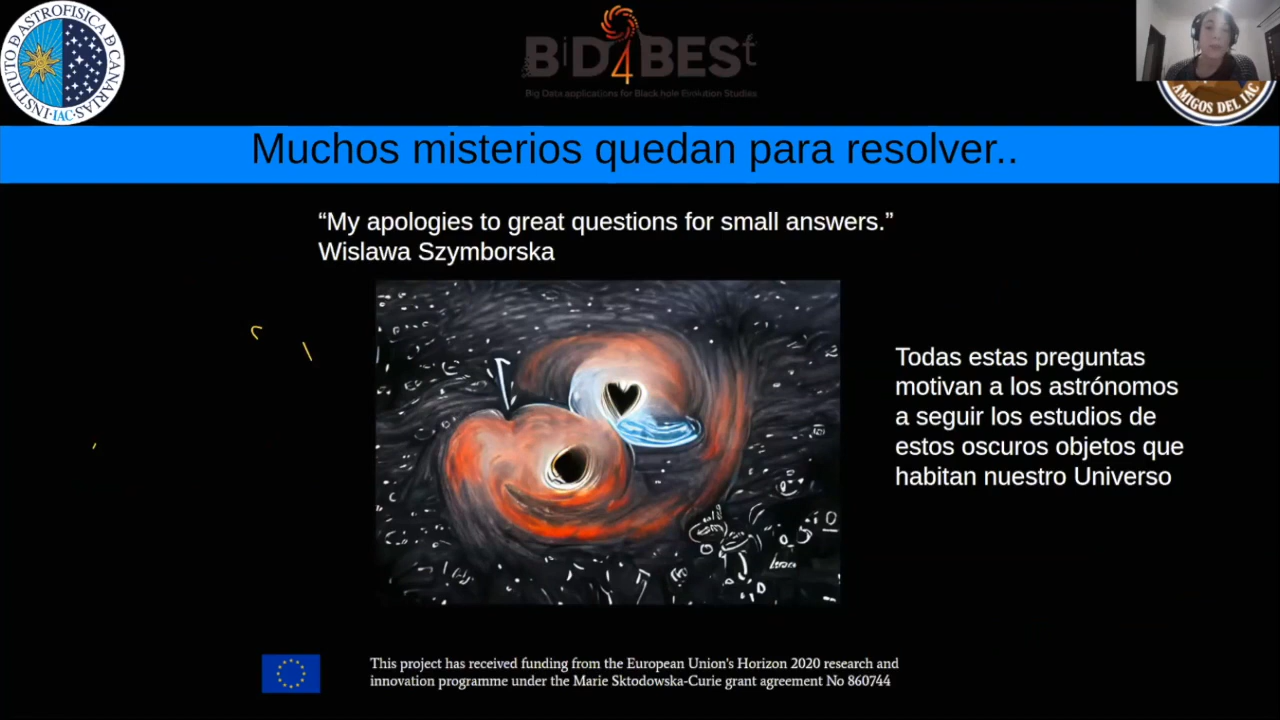 INSTITUTO D ASTROFISICA D CANARIAS
·IAC·
BiD4BESt
Big Data applications for Black hole Evolution Studies
AMIGOS DEL IAC
Muchos misterios quedan para resolver..
“My apologies to great questions for small answers.”
Wislawa Szymborska
Todas estas preguntas
motivan a los astrónomos
a seguir los estudios de
estos oscuros objetos que
habitan nuestro Universo
This project has received funding from the European Union's Horizon 2020 research and
innovation programme under the Marie Sktodowska-Curie grant agreement No 860744